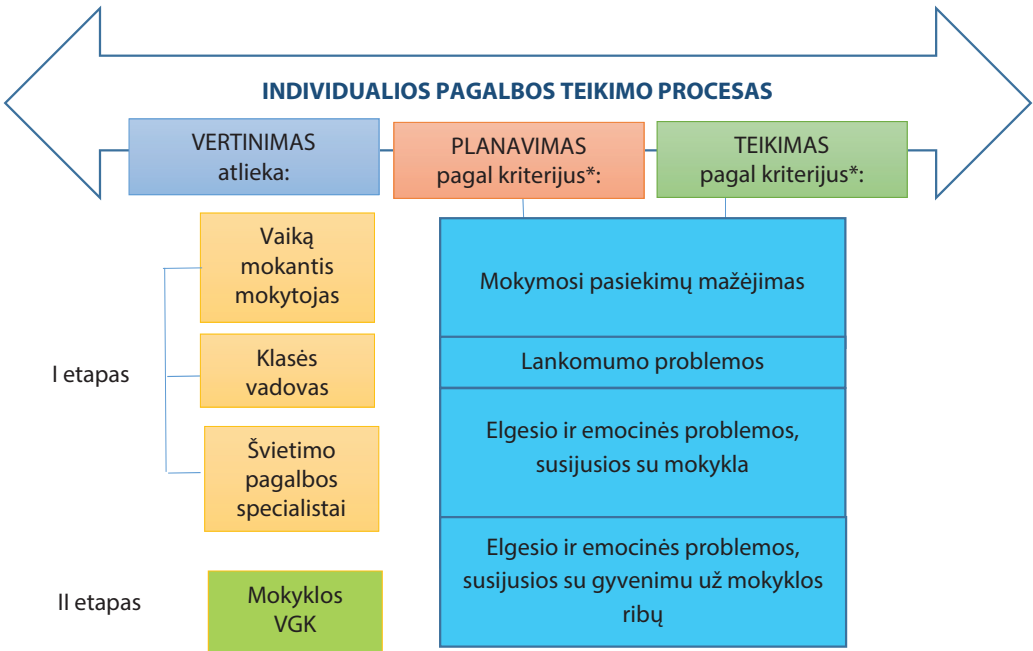 INDIVIDUALIOS PAGALBOS TEIKIMO PROCESAS
VERTINIMAS
atlieka:
PLANAVIMAS
pagal kriterijus*:
TEIKIMAS
pagal kriterijus*:
I etapas
Vaiką
mokantis
mokytojas
Klasės
vadovas
Švietimo
pagalbos
specialistai
II etapas
Mokyklos
VGK
Mokymosi pasiekimų mažėjimas
Lankomumo problemos
Elgesio ir emocinės problemos,
susijusios su mokykla
Elgesio ir emocinės problemos,
susijusios su gyvenimu už mokyklos
ribų